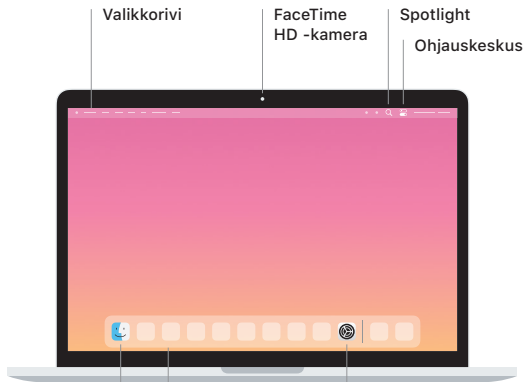 Valikkorivi
FaceTime
HD -kamera
Spotlight
Ohjauskeskus